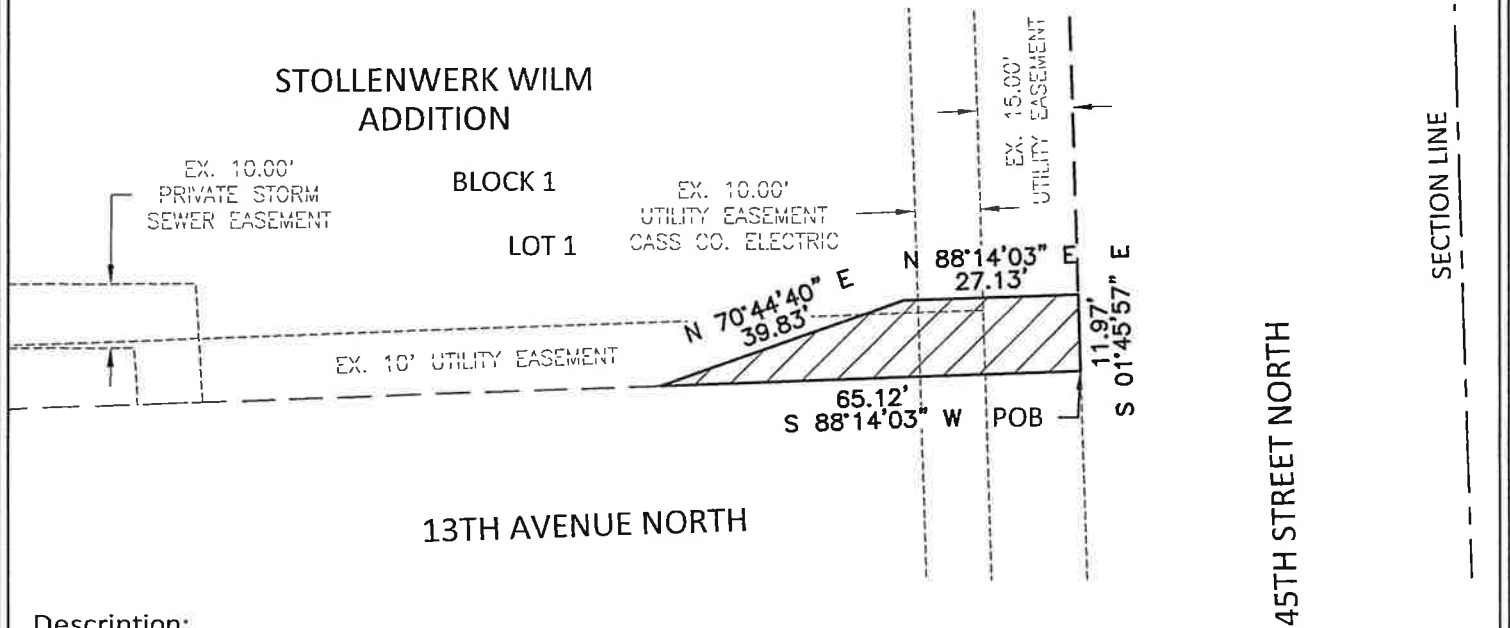 STOLLENWERK WILM
ADDITION
EX. 10.00'
PRIVATE STORM
SEWER EASEMENT
BLOCK 1
LOT 1
EX. 10.00'
UTILITY EASEMENT
CASS CO. ELECTRIC
EX. 15.00'
UTILITY EASEMENT
SECTION LINE
N 88°14'03" E
27.13'
N 70°44'40" E
39.83'
11.97'
S 01°45'57" E
EX. 10' UTILITY EASEMENT
65.12'
S 88°14'03" W
POB
13TH AVENUE NORTH
45TH STREET NORTH
Description: